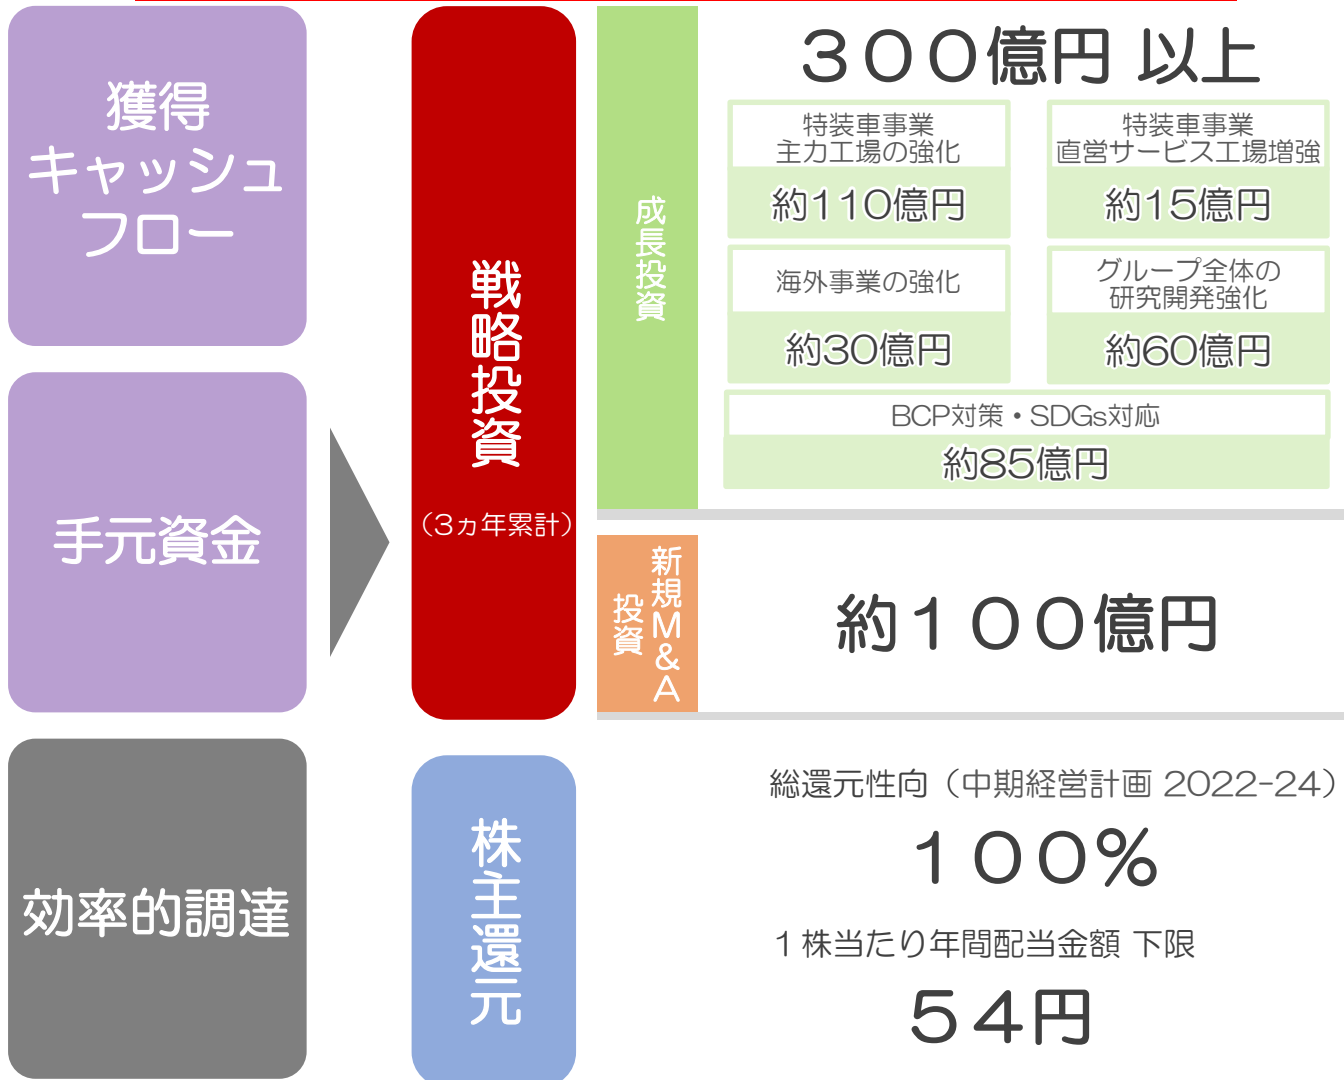 獲得
キャッシュ
フロー
手元資金
効率的調達
戦略投資
（3ヵ年累計）
株主還元
成長投資
３００億円 以上
特装車事業
主力工場の強化
約110億円
特装車事業
直営サービス工場増強
約15億円
海外事業の強化
約30億円
グループ全体の
研究開発強化
約60億円
BCP対策・SDGs対応
約85億円
新規M&A
投資
約１００億円
総還元性向（中期経営計画 2022-24）
１００%
１株当たり年間配当金額 下限
５４円